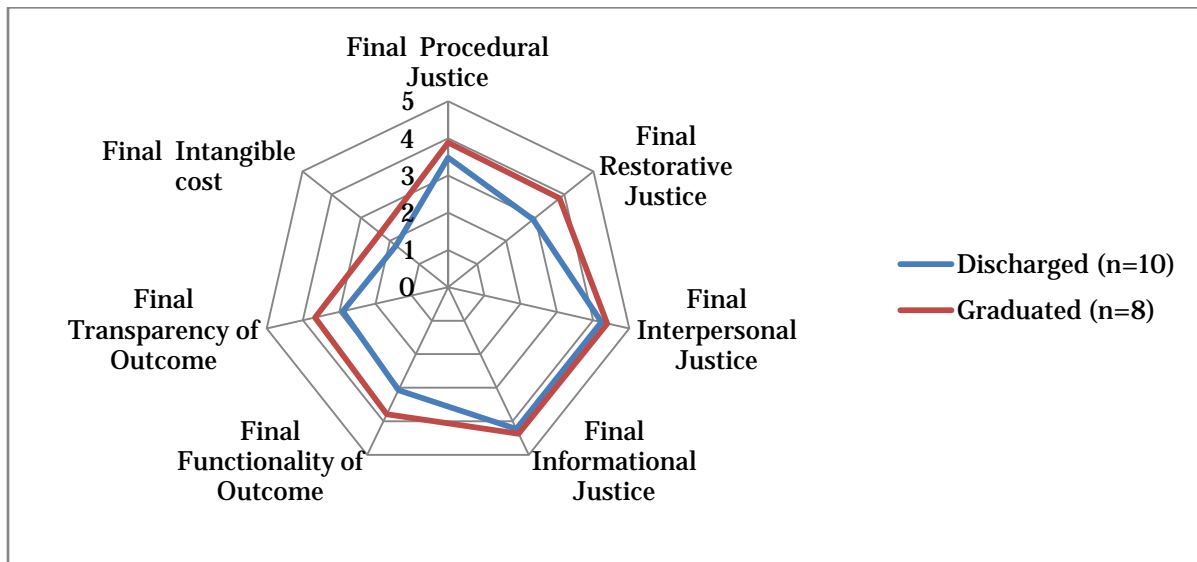 Final Procedural
Justice
5
4
3
2
1
0
Final
Restorative
Justice
Final
Interpersonal
Justice
Final
Informational
Justice
Final
Functionality of
Outcome
Final
Transparency of
Outcome
Final Intangible
cost
Discharged (n=10)
Graduated (n=8)